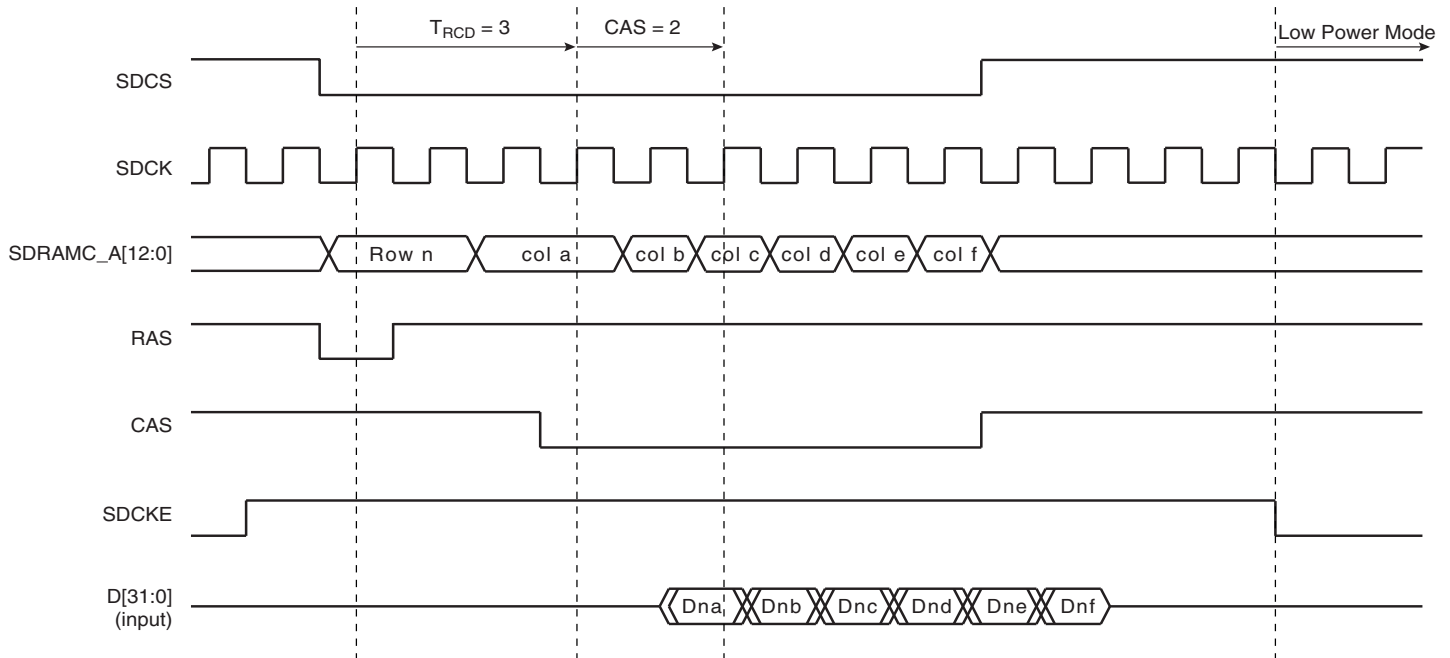 T_RCD = 3
CAS = 2
Low Power Mode
SDCS
SDCK
SDRAMC_A[12:0]
Row n
col a
col b
col c
col d
col e
col f
RAS
CAS
SDCKE
D[31:0]
(input)
Dna
Dnb
Dnc
Dnd
Dne
Dnf